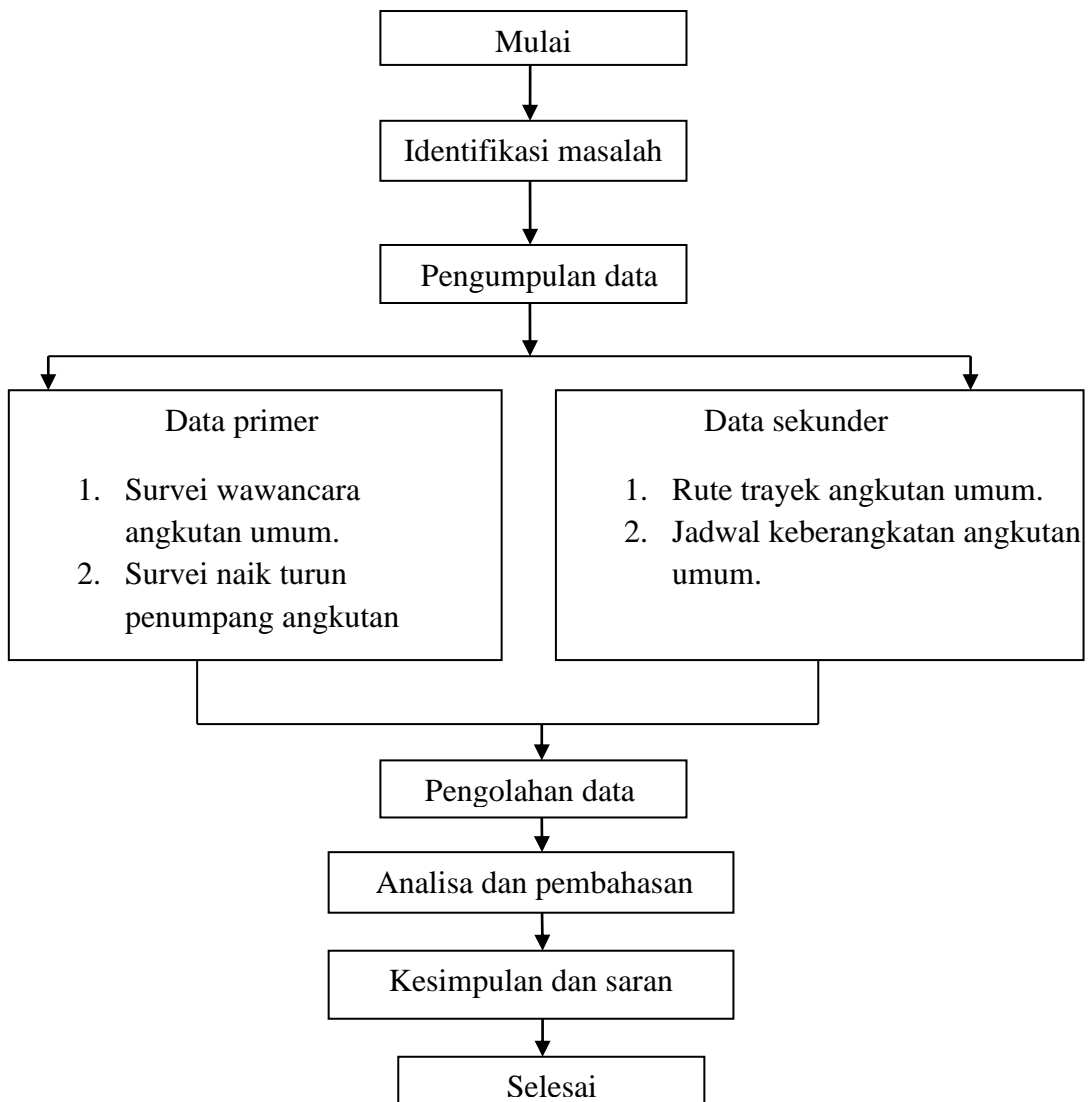 Mulai
Identifikasi masalah
Pengumpulan data
Data primer
1. Survei wawancara
angkutan umum.
2. Survei naik turun
penumpang angkutan
Data sekunder
1. Rute trayek angkutan umum.
2. Jadwal keberangkatan angkutan
umum.
Pengolahan data
Analisa dan pembahasan
Kesimpulan dan saran
Selesai